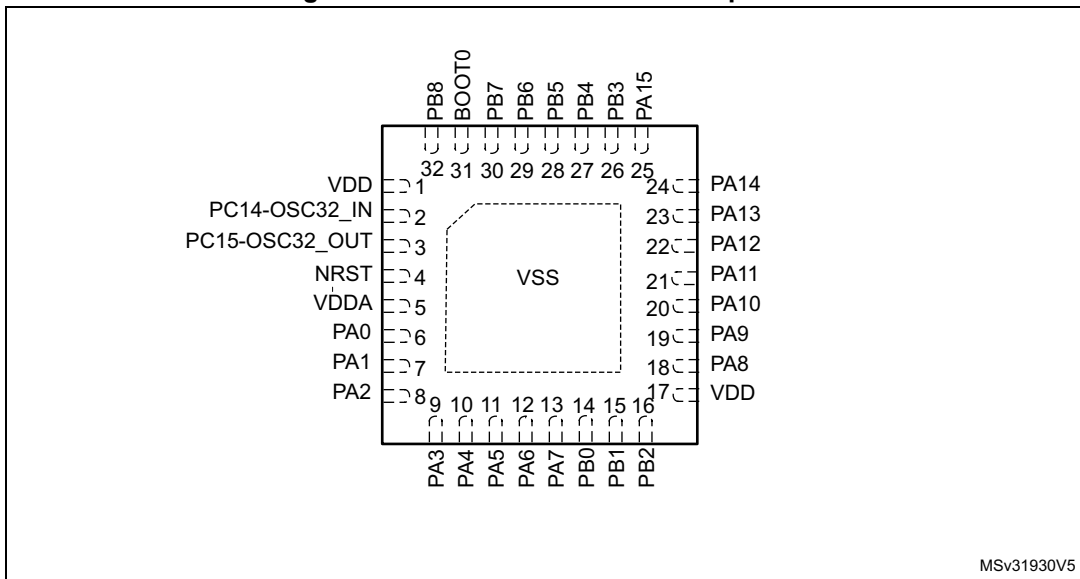 PB8
BOOT0
PB7
PB6
PB5
PB4
PB3
PA15
32 31 30 29 28 27 26 25
VDD 1
PC14-OSC32_IN 2
PC15-OSC32_OUT 3
NRST 4
VDDA 5
PA0 6
PA1 7
PA2 8
VSS
24 PA14
23 PA13
22 PA12
21 PA11
20 PA10
19 PA9
18 PA8
17 VDD
9 10 11 12 13 14 15 16
PA3
PA4
PA5
PA6
PA7
PB0
PB1
PB2
MSv31930V5